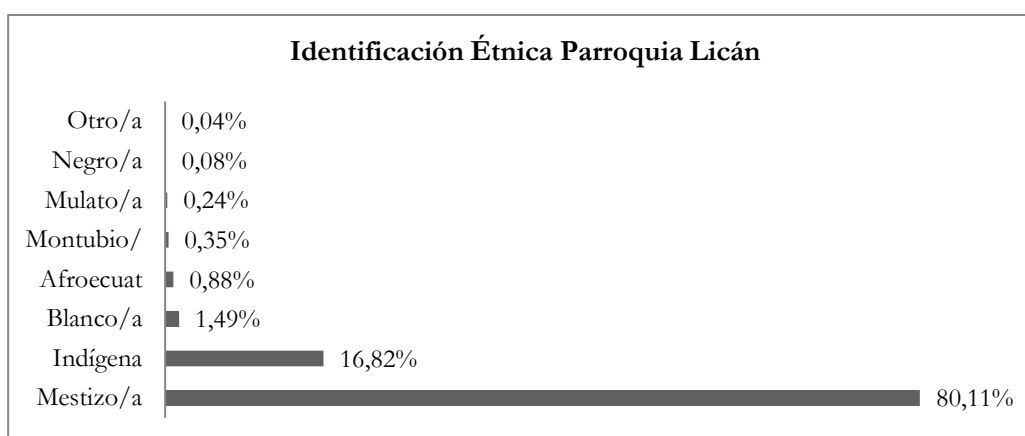 Identificación Étnica Parroquia Licán
Otro/a 0,04%
Negro/a 0,08%
Mulato/a 0,24%
Montubio/ 0,35%
Afroecuat 0,88%
Blanco/a 1,49%
Indígena 16,82%
Mestizo/a 80,11%